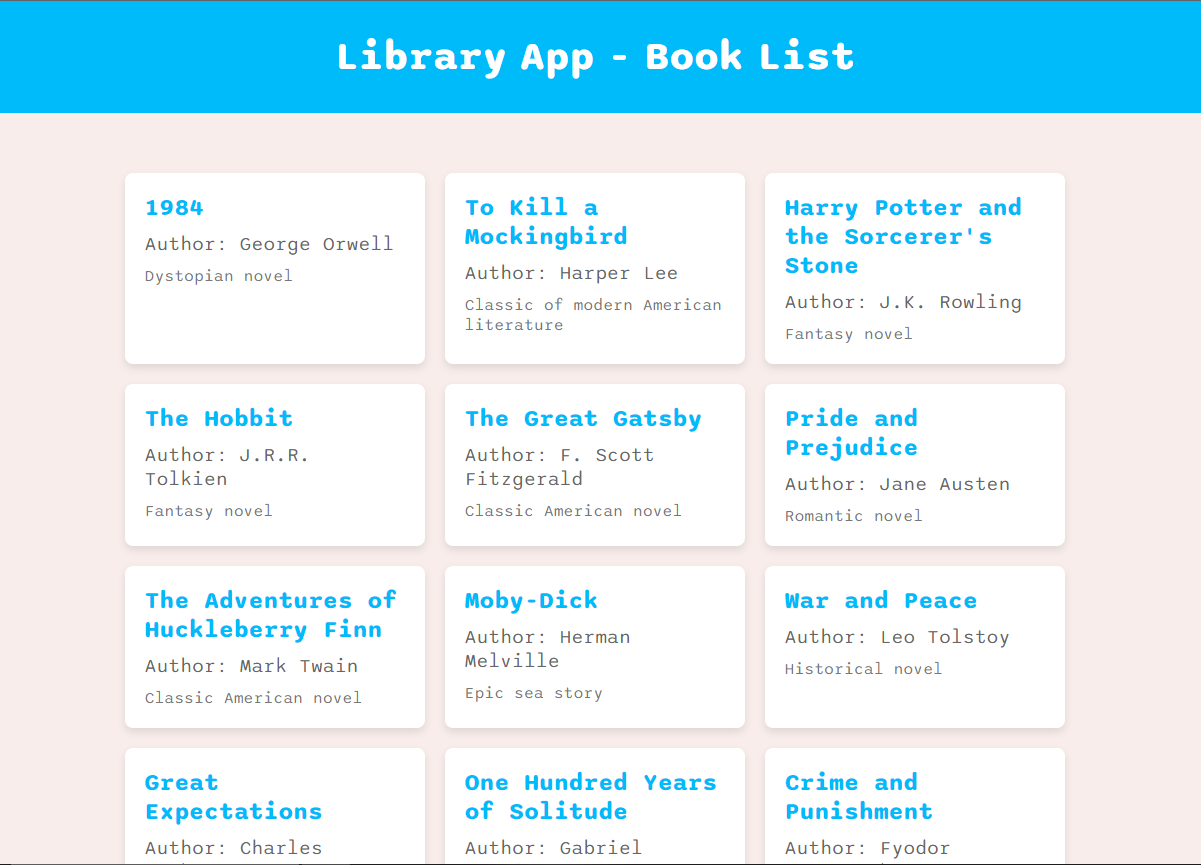 Library App - Book List
1984
Author: George Orwell
Dystopian novel
To Kill a
Mockingbird
Author: Harper Lee
Classic of modern American
literature
Harry Potter and
the Sorcerer's
Stone
Author: J.K. Rowling
Fantasy novel
The Hobbit
Author: J.R.R.
Tolkien
Fantasy novel
The Great Gatsby
Author: F. Scott
Fitzgerald
Classic American novel
Pride and
Prejudice
Author: Jane Austen
Romantic novel
The Adventures of
Huckleberry Finn
Author: Mark Twain
Classic American novel
Moby-Dick
Author: Herman
Melville
Epic sea story
War and Peace
Author: Leo Tolstoy
Historical novel
Great
Expectations
Author: Charles
One Hundred Years
of Solitude
Author: Gabriel
Crime and
Punishment
Author: Fyodor